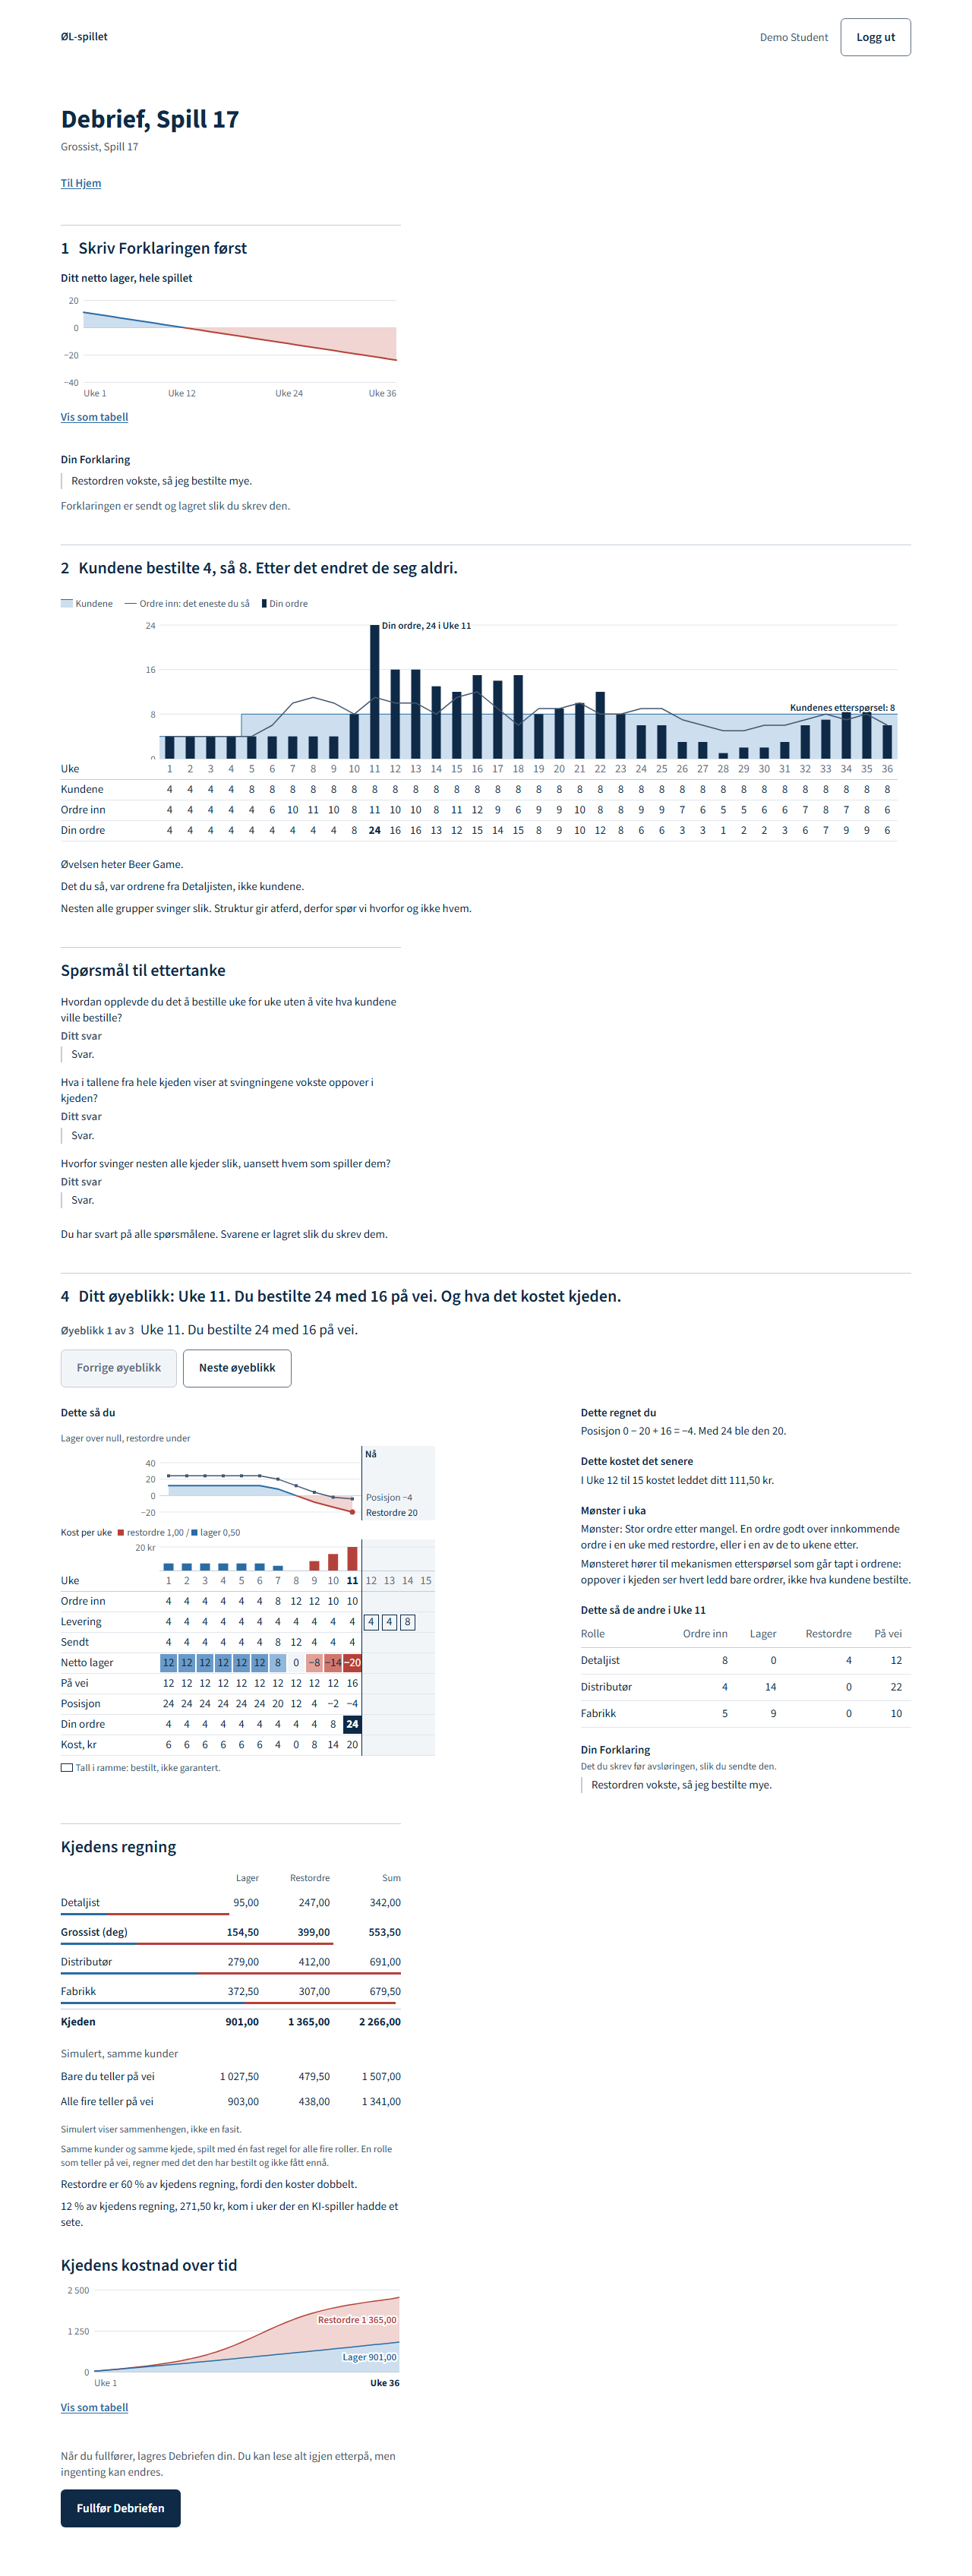 ØL-spillet
Demo Student
Logg ut
Debrief, Spill 17
Grossist, Spill 17
Til Hjem
1 Skriv Forklaringen først
Ditt netto lager, hele spillet
20
0
−20
−40
Uke 1 Uke 12 Uke 24 Uke 36
Vis som tabell
Din Forklaring
Restordren vokste, så jeg bestilte mye.
Forklaringen er sendt og lagret slik du skrev den.
2 Kundene bestilte 4, så 8. Etter det endret de seg aldri.
Kundene Ordre inn: det eneste du så Din ordre
24
Din ordre, 24 i Uke 11
16
Kundenes etterspørsel: 8
8
0
Uke 1 2 3 4 5 6 7 8 9 10 11 12 13 14 15 16 17 18 19 20 21 22 23 24 25 26 27 28 29 30 31 32 33 34 35 36
Kundene 4 4 4 4 8 8 8 8 8 8 8 8 8 8 8 8 8 8 8 8 8 8 8 8 8 8 8 8 8 8 8 8 8 8 8 8
Ordre inn 4 4 4 4 4 6 10 11 10 8 11 10 10 8 11 12 9 6 9 9 10 8 8 9 9 7 6 5 5 6 6 7 8 7 8 6
Din ordre 4 4 4 4 4 4 4 4 4 8 24 16 16 13 12 15 14 15 8 9 10 12 8 6 6 3 3 1 2 2 3 6 7 9 9 6
Øvelsen heter Beer Game.
Det du så, var ordrene fra Detaljisten, ikke kundene.
Nesten alle grupper svinger slik. Struktur gir atferd, derfor spør vi hvorfor og ikke hvem.
Spørsmål til ettertanke
Hvordan opplevde du det å bestille uke for uke uten å vite hva kundene
ville bestille?
Ditt svar
Svar.
Hva i tallene fra hele kjeden viser at svingningene vokste oppover i
kjeden?
Ditt svar
Svar.
Hvorfor svinger nesten alle kjeder slik, uansett hvem som spiller dem?
Ditt svar
Svar.
Du har svart på alle spørsmålene. Svarene er lagret slik du skrev dem.
4 Ditt øyeblikk: Uke 11. Du bestilte 24 med 16 på vei. Og hva det kostet kjeden.
Øyeblikk 1 av 3 Uke 11. Du bestilte 24 med 16 på vei.
Forrige øyeblikk
Neste øyeblikk
Dette så du
Lager over null, restordre under
Nå
40
20
0
−20
Posisjon −4
Restordre 20
Kost per uke restordre 1,00 / lager 0,50
20 kr
Uke 1 2 3 4 5 6 7 8 9 10 11 12 13 14 15
Ordre inn 4 4 4 4 4 4 8 12 12 10 10
Levering 4 4 4 4 4 4 4 4 4 4 4 4 4 8
Sendt 4 4 4 4 4 4 8 12 4 4 4
Netto lager 12 12 12 12 12 12 8 0 −8 −14 −20
På vei 12 12 12 12 12 12 12 12 12 12 16
Posisjon 24 24 24 24 24 24 20 12 4 −2 −4
Din ordre 4 4 4 4 4 4 4 4 4 8 24
Kost, kr 6 6 6 6 6 6 4 0 8 14 20
Tall i ramme: bestilt, ikke garantert.
Dette regnet du
Posisjon 0 − 20 + 16 = −4. Med 24 ble den 20.
Dette kostet det senere
I Uke 12 til 15 kostet leddet ditt 111,50 kr.
Mønster i uka
Mønster: Stor ordre etter mangel. En ordre godt over innkommende
ordre i en uke med restordre, eller i en av de to ukene etter.
Mønsteret hører til mekanismen etterspørsel som går tapt i ordrene:
oppover i kjeden ser hvert ledd bare ordrer, ikke hva kundene bestilte.
Dette så de andre i Uke 11
Rolle Ordre inn Lager Restordre På vei
Detaljist 8 0 4 12
Distributør 4 14 0 22
Fabrikk 5 9 0 10
Din Forklaring
Det du skrev før avsløringen, slik du sendte den.
Restordren vokste, så jeg bestilte mye.
Kjedens regning
Lager Restordre Sum
Detaljist 95,00 247,00 342,00
Grossist (deg) 154,50 399,00 553,50
Distributør 279,00 412,00 691,00
Fabrikk 372,50 307,00 679,50
Kjeden 901,00 1 365,00 2 266,00
Simulert, samme kunder
Bare du teller på vei 1 027,50 479,50 1 507,00
Alle fire teller på vei 903,00 438,00 1 341,00
Simulert viser sammenhengen, ikke en fasit.
Samme kunder og samme kjede, spilt med én fast regel for alle fire roller. En rolle
som teller på vei, regner med det den har bestilt og ikke fått ennå.
Restordre er 60 % av kjedens regning, fordi den koster dobbelt.
12 % av kjedens regning, 271,50 kr, kom i uker der en KI-spiller hadde et
sete.
Kjedens kostnad over tid
2 500
1 250
0
Restordre 1 365,00
Lager 901,00
Uke 1 Uke 36
Vis som tabell
Når du fullfører, lagres Debriefen din. Du kan lese alt igjen etterpå, men
ingenting kan endres.
Fullfør Debriefen